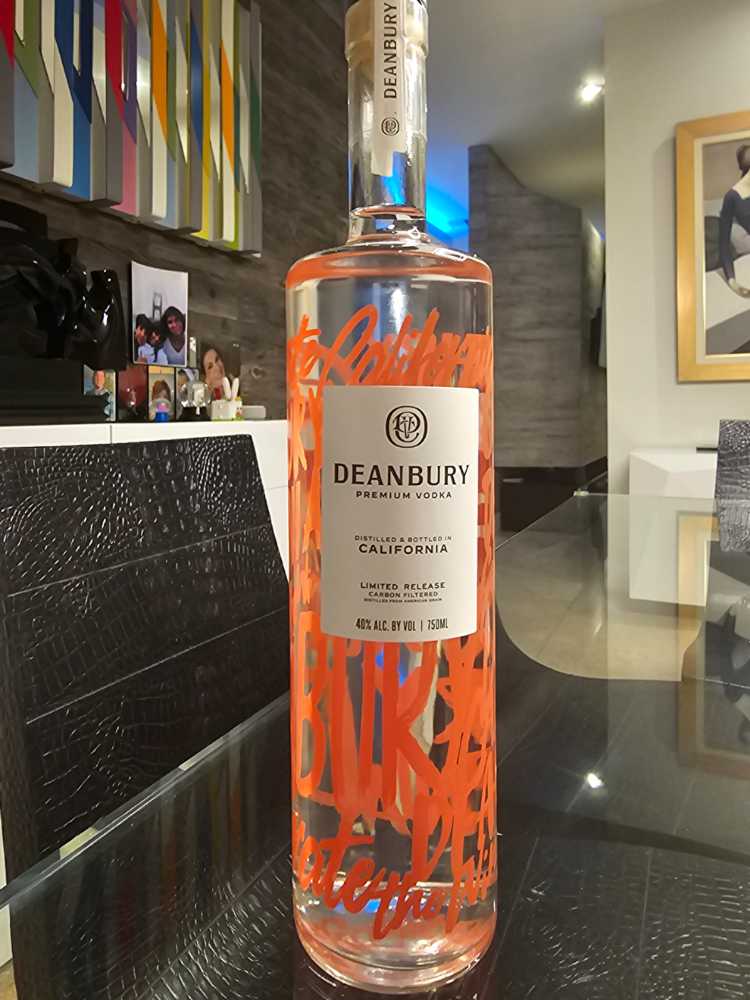 DEANBURY
DEANBURY
PREMIUM VODKA
DISTILLED & BOTTLED IN
CALIFORNIA
LIMITED RELEASE
CARBON FILTERED
DISTILLED FROM AMERICAN GRAIN
40% ALC. BY VOL | 750ML